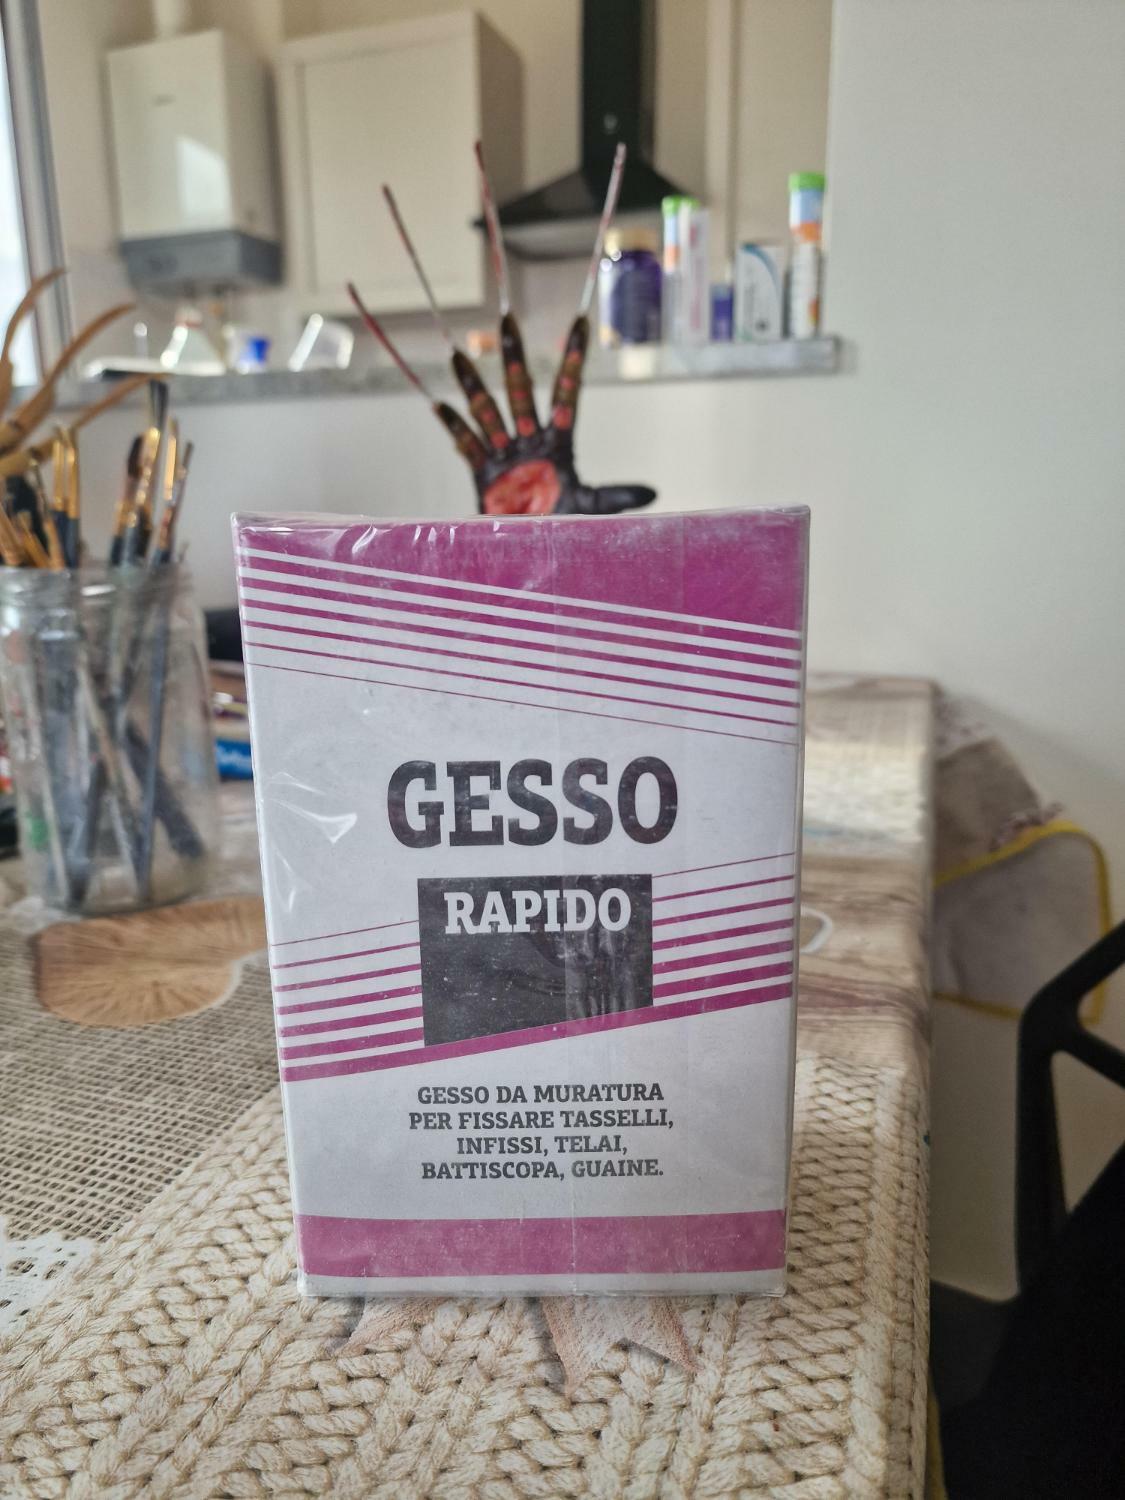 GESSO
RAPIDO
GESSO DA MURATURA
PER FISSARE TASSELLI,
INFISSI, TELAI,
BATTISCOPA, GUAINE.